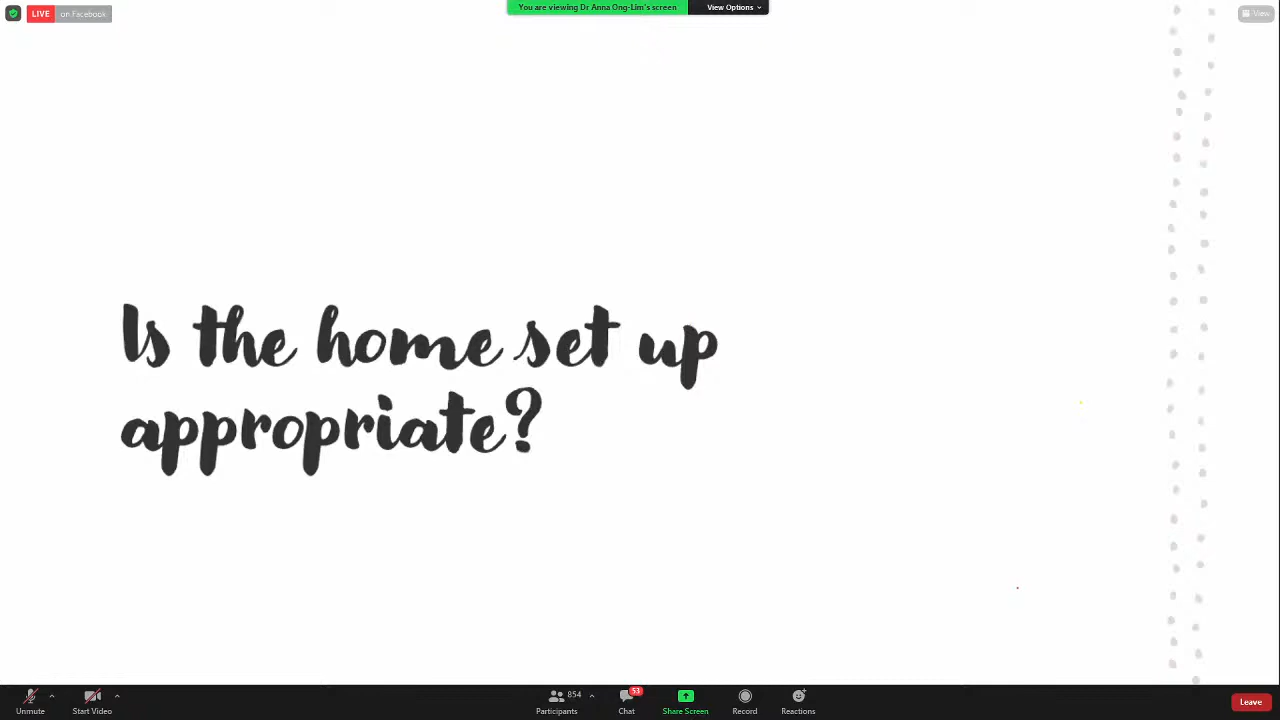 LIVE on Facebook
You are viewing Dr Anna Ong-Lim's screen
View Options
View
Is the home set up
appropriate?
Unmute
Start Video
854
Participants
53
Chat
Share Screen
Record
Reactions
Leave